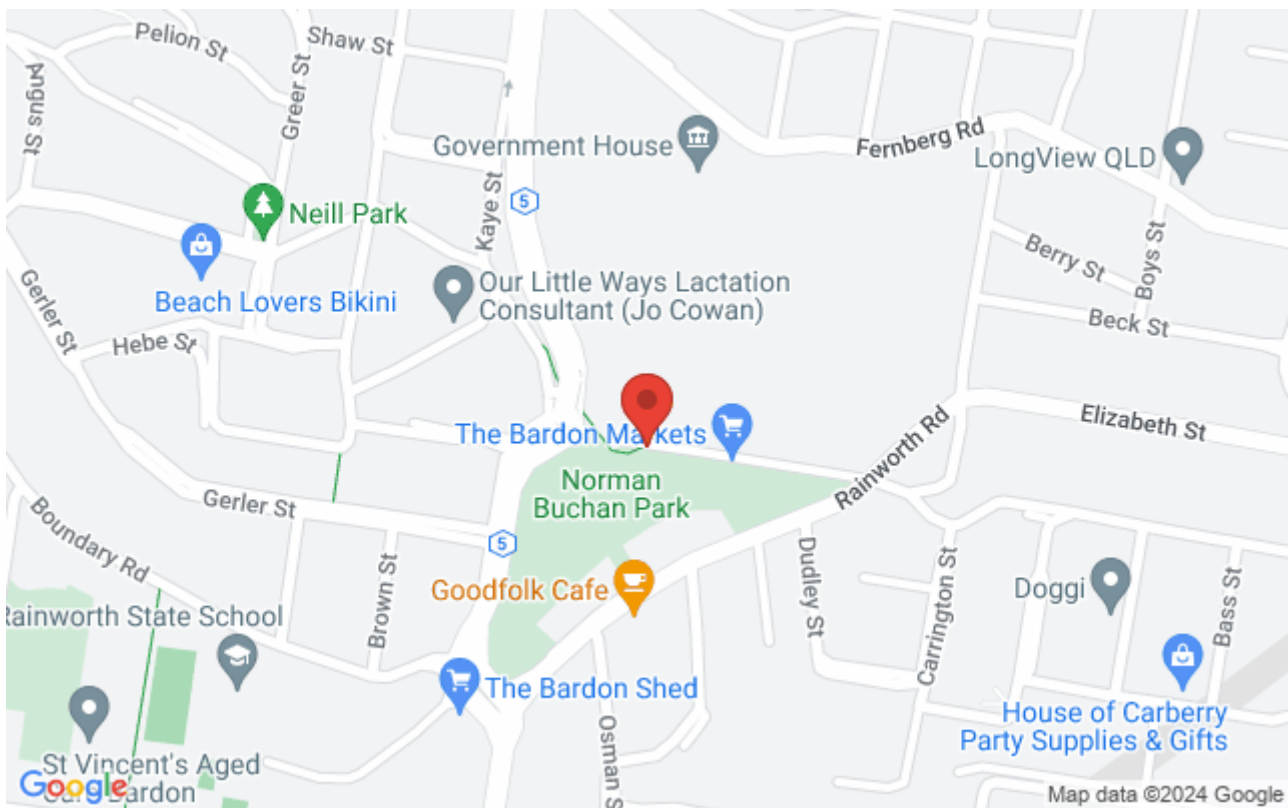 Pelion St
Shaw St
Angus St
Greer St
Government House
Fernberg Rd
LongView QLD
5
Neill Park
Kaye St
Berry St
Boys St
Our Little Ways Lactation
Consultant (Jo Cowan)
Beach Lovers Bikini
Gerler St
Hebe St
Beck St
Elizabeth St
The Bardon Markets
Rainworth Rd
Norman
Buchan Park
Gerler St
Boundary Rd
5
Brown St
Dudley St
Carrington St
Goodfolk Cafe
Doggi
Bass St
Rainworth State School
The Bardon Shed
Osman S
House of Carberry
Party Supplies & Gifts
St Vincent's Aged
Care Bardon
Google
Map data ©2024 Google